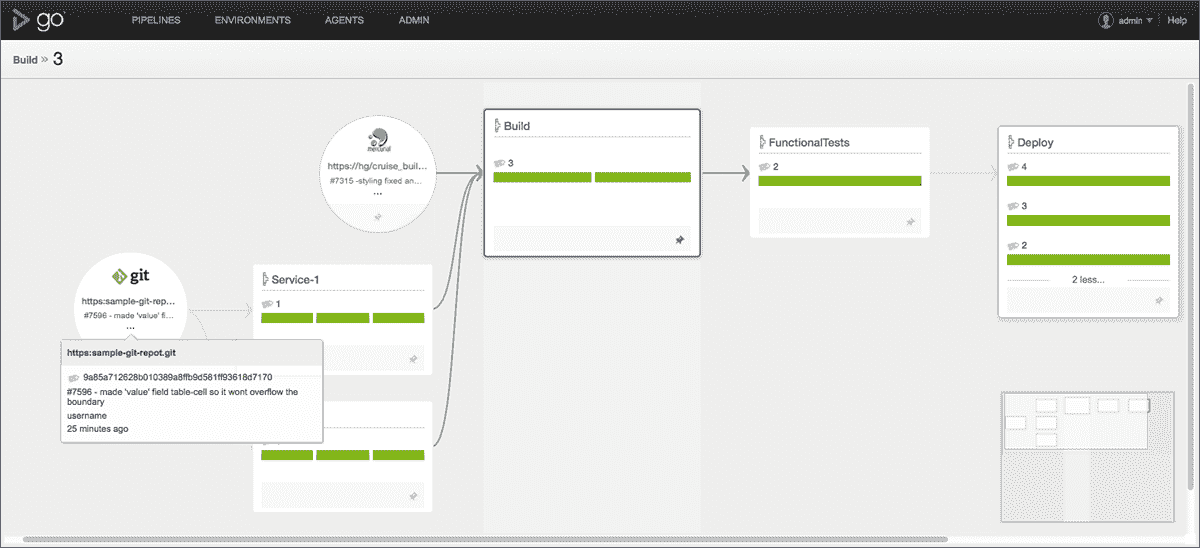 go
PIPELINES
ENVIRONMENTS
AGENTS
ADMIN
admin
Help
Build » 3
mercurial
https://hg/cruise_buil...
#7315 -styling fixed an...
...
Build
3
FunctionalTests
2
Deploy
4
3
2
2 less...
git
https:sample-git-rep...
#7596 - made 'value' fi...
...
Service-1
1
https:sample-git-repot.git
9a85a712628b010389a8ffb9d581ff93618d7170
#7596 - made 'value' field table-cell so it wont overflow the
boundary
username
25 minutes ago